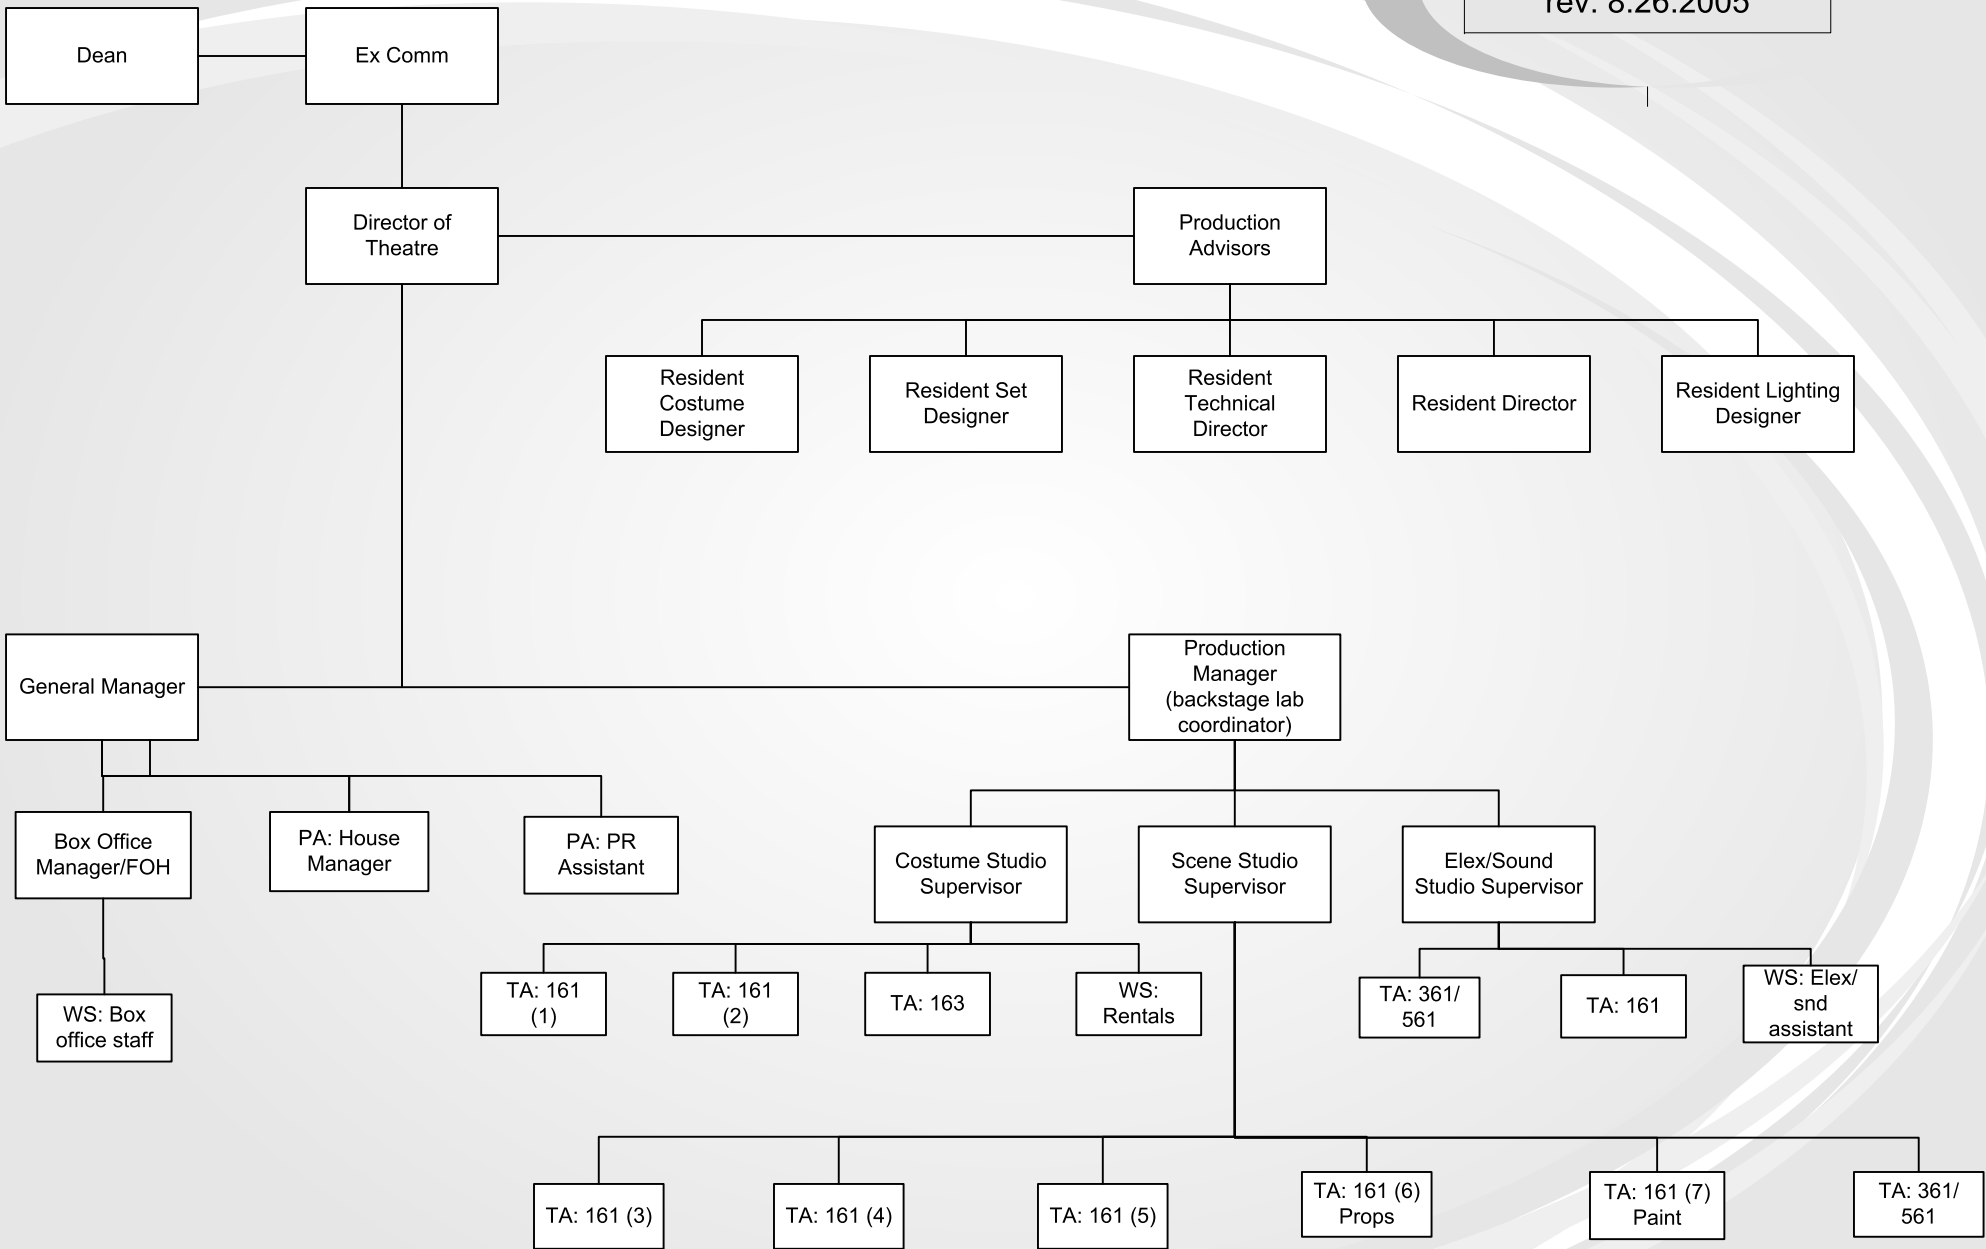 rev. 8.26.2005
Dean
Ex Comm
Director of
Theatre
Production
Advisors
Resident
Costume
Designer
Resident Set
Designer
Resident
Technical
Director
Resident Director
Resident Lighting
Designer
General Manager
Production
Manager
(backstage lab
coordinator)
Box Office
Manager/FOH
PA: House
Manager
PA: PR
Assistant
Costume Studio
Supervisor
Scene Studio
Supervisor
Elex/Sound
Studio Supervisor
WS: Box
office staff
TA: 161
(1)
TA: 161
(2)
TA: 163
WS:
Rentals
TA: 361/
561
TA: 161
WS: Elex/
snd
assistant
TA: 161 (3)
TA: 161 (4)
TA: 161 (5)
TA: 161 (6)
Props
TA: 161 (7)
Paint
TA: 361/
561